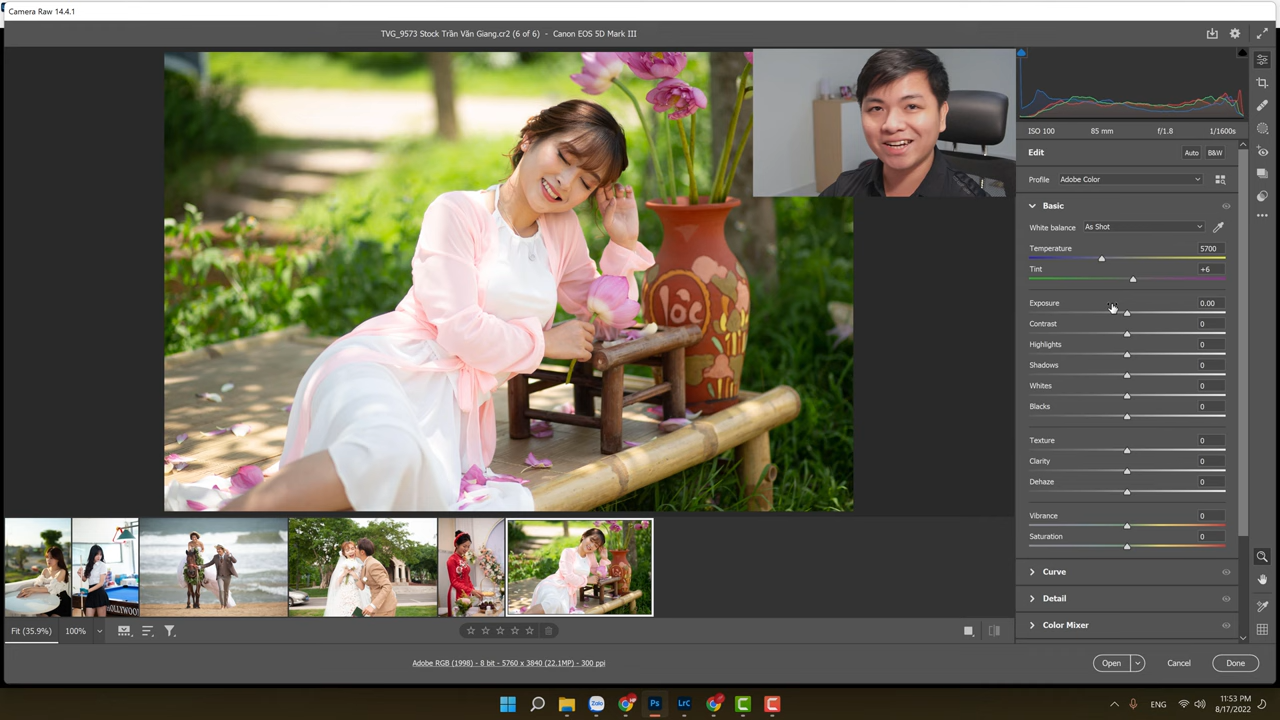 Camera Raw 14.4.1
TVG_9573 Stock Trần Văn Giang.cr2 (6 of 6) - Canon EOS 5D Mark III
ISO 100 85 mm f/1.8 1/1600s
Edit Auto B&W
Profile Adobe Color
Basic
White balance As Shot
Temperature 5700
Tint +6
Exposure 0.00
Contrast 0
Highlights 0
Shadows 0
Whites 0
Blacks 0
Texture 0
Clarity 0
Dehaze 0
Vibrance 0
Saturation 0
Curve
Detail
Color Mixer
HOLLYWOO
Fit (35.9%) 100%
Adobe RGB (1998) - 8 bit - 5760 x 3840 (22.1MP) - 300 ppi
Open Cancel Done
Zalo
Ps
LrC
ENG
11:53 PM
8/17/2022